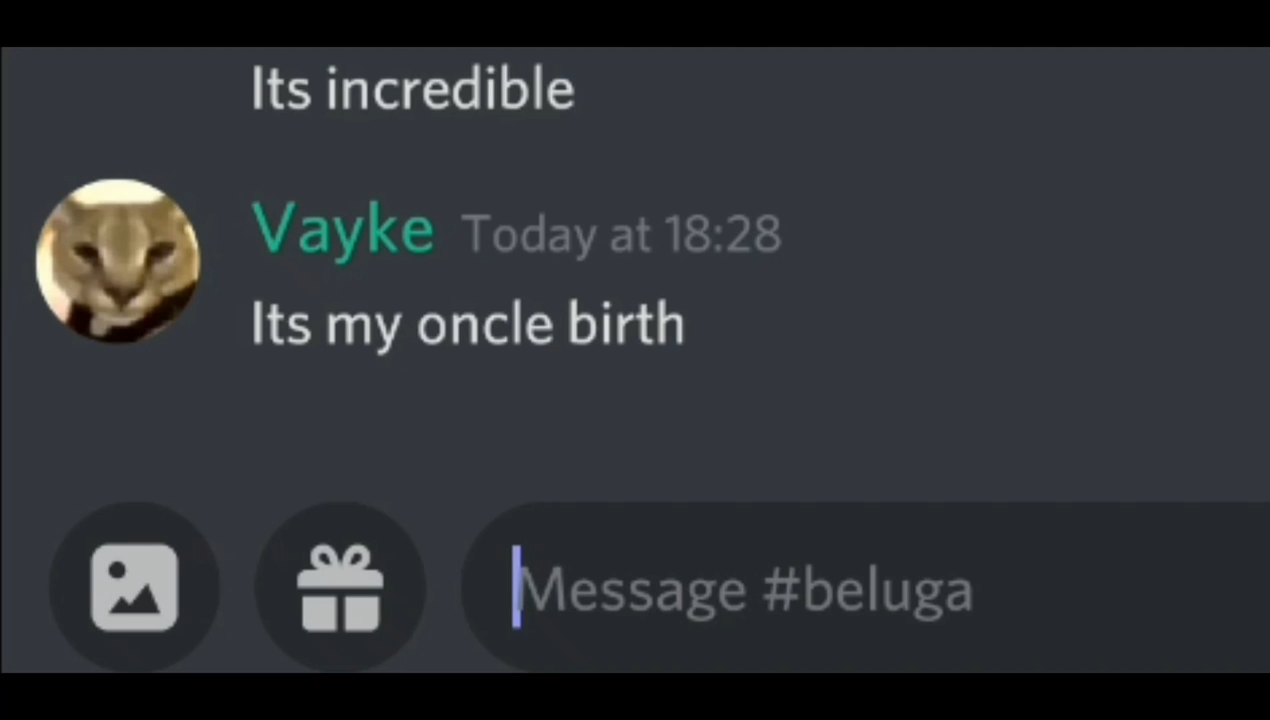 Its incredible
Vayke Today at 18:28
Its my oncle birth
Message #beluga